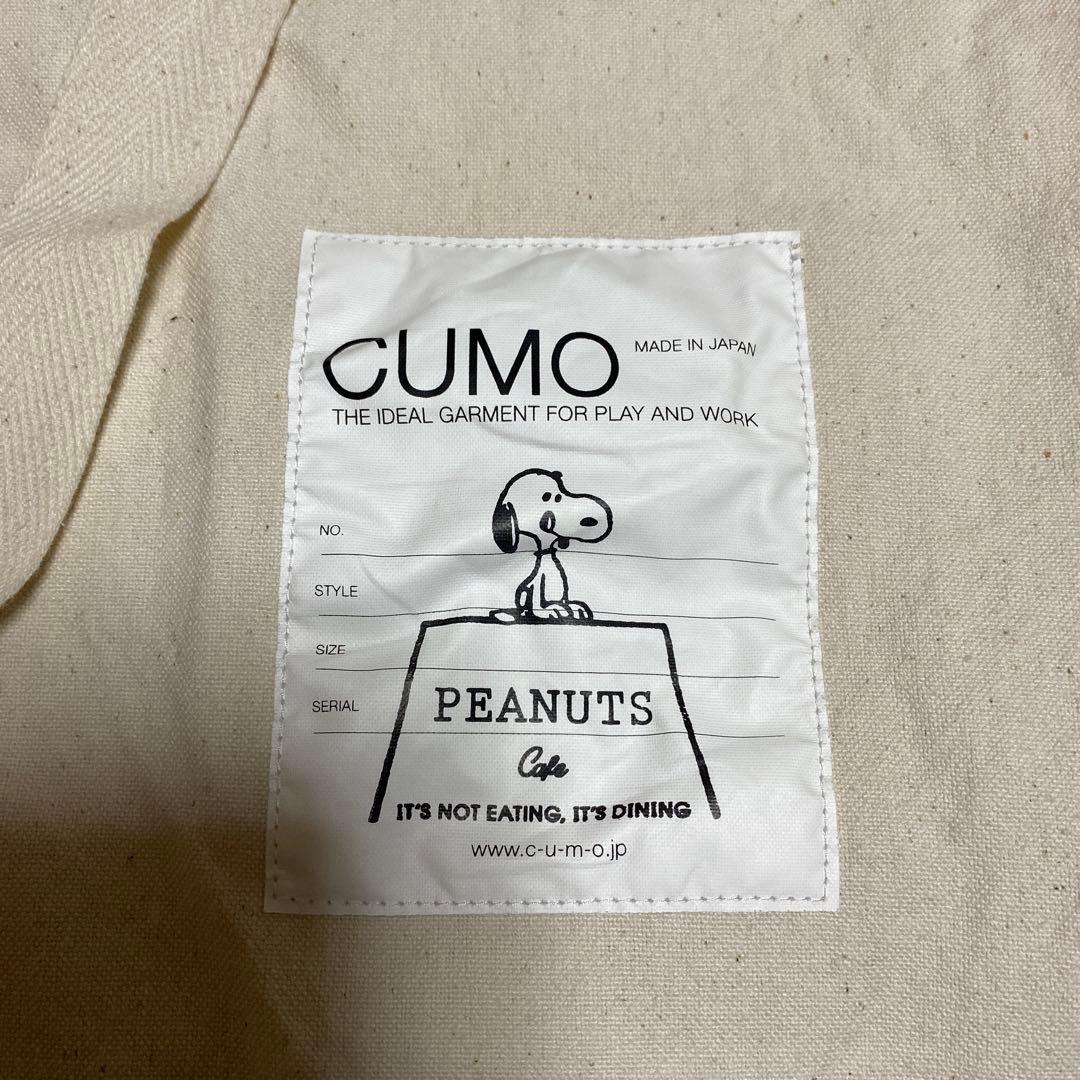 CUMO
MADE IN JAPAN
THE IDEAL GARMENT FOR PLAY AND WORK
NO.
STYLE
SIZE
SERIAL
PEANUTS
Cafe
IT'S NOT EATING, IT'S DINING
www.c-u-m-o.jp